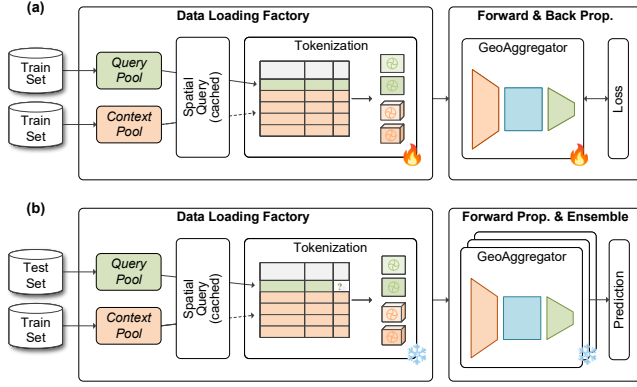 (a)
Data Loading Factory
Forward & Back Prop.
Train
Set
Query
Pool
Train
Set
Context
Pool
Spatial
Query
(cached)
Tokenization
GeoAggregator
Loss
(b)
Data Loading Factory
Forward Prop. & Ensemble
Test
Set
Query
Pool
Train
Set
Context
Pool
Spatial
Query
(cached)
Tokenization
?
GeoAggregator
Prediction